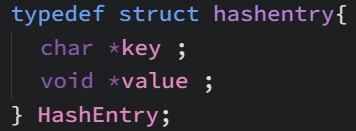 typedef struct hashentry{
char *key ;
void *value ;
} HashEntry;